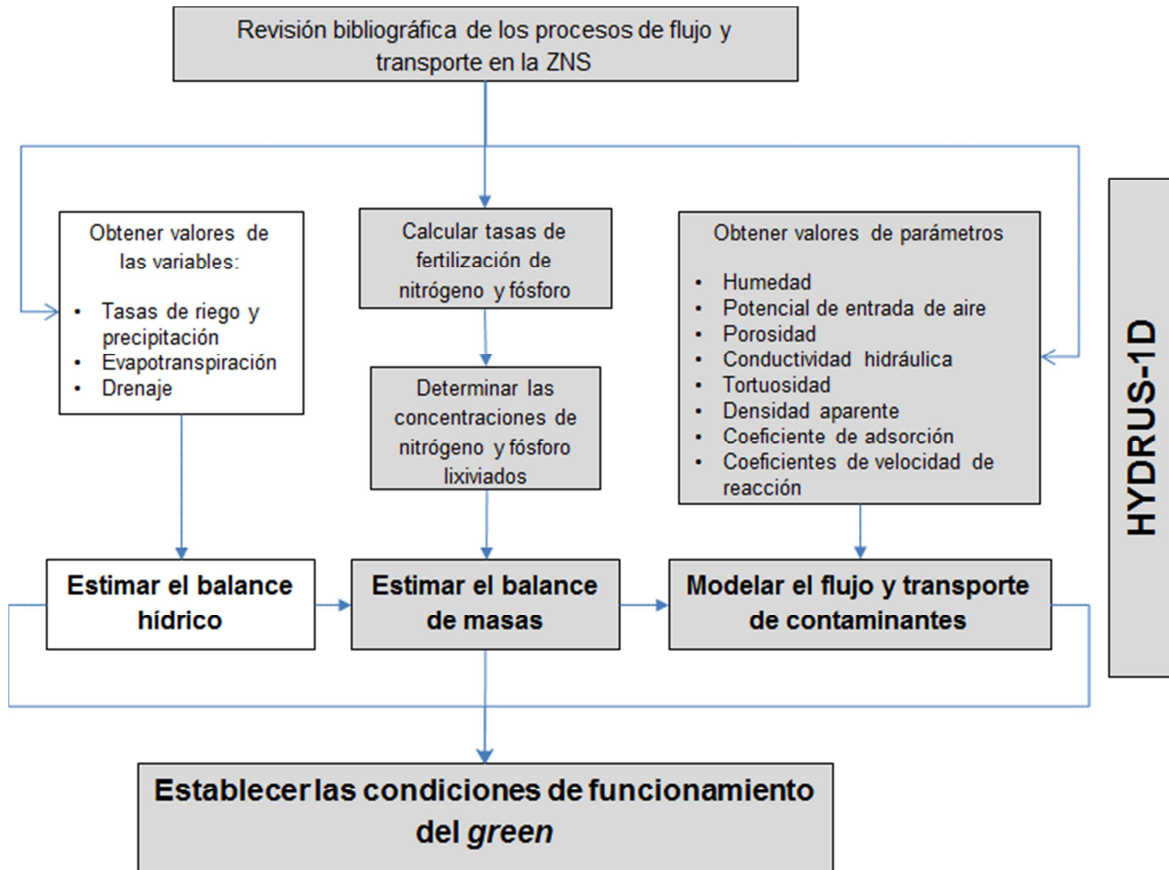 Revisión bibliográfica de los procesos de flujo y
transporte en la ZNS
Obtener valores de
las variables:
• Tasas de riego y
precipitación
• Evapotranspiración
• Drenaje
Calcular tasas de
fertilización de
nitrógeno y fósforo
Determinar las
concentraciones de
nitrógeno y fósforo
lixiviados
Obtener valores de parámetros
• Humedad
• Potencial de entrada de aire
• Porosidad
• Conductividad hidráulica
• Tortuosidad
• Densidad aparente
• Coeficiente de adsorción
• Coeficientes de velocidad de
reacción
HYDRUS-1D
Estimar el balance
hídrico
Estimar el balance
de masas
Modelar el flujo y transporte
de contaminantes
Establecer las condiciones de funcionamiento
del green